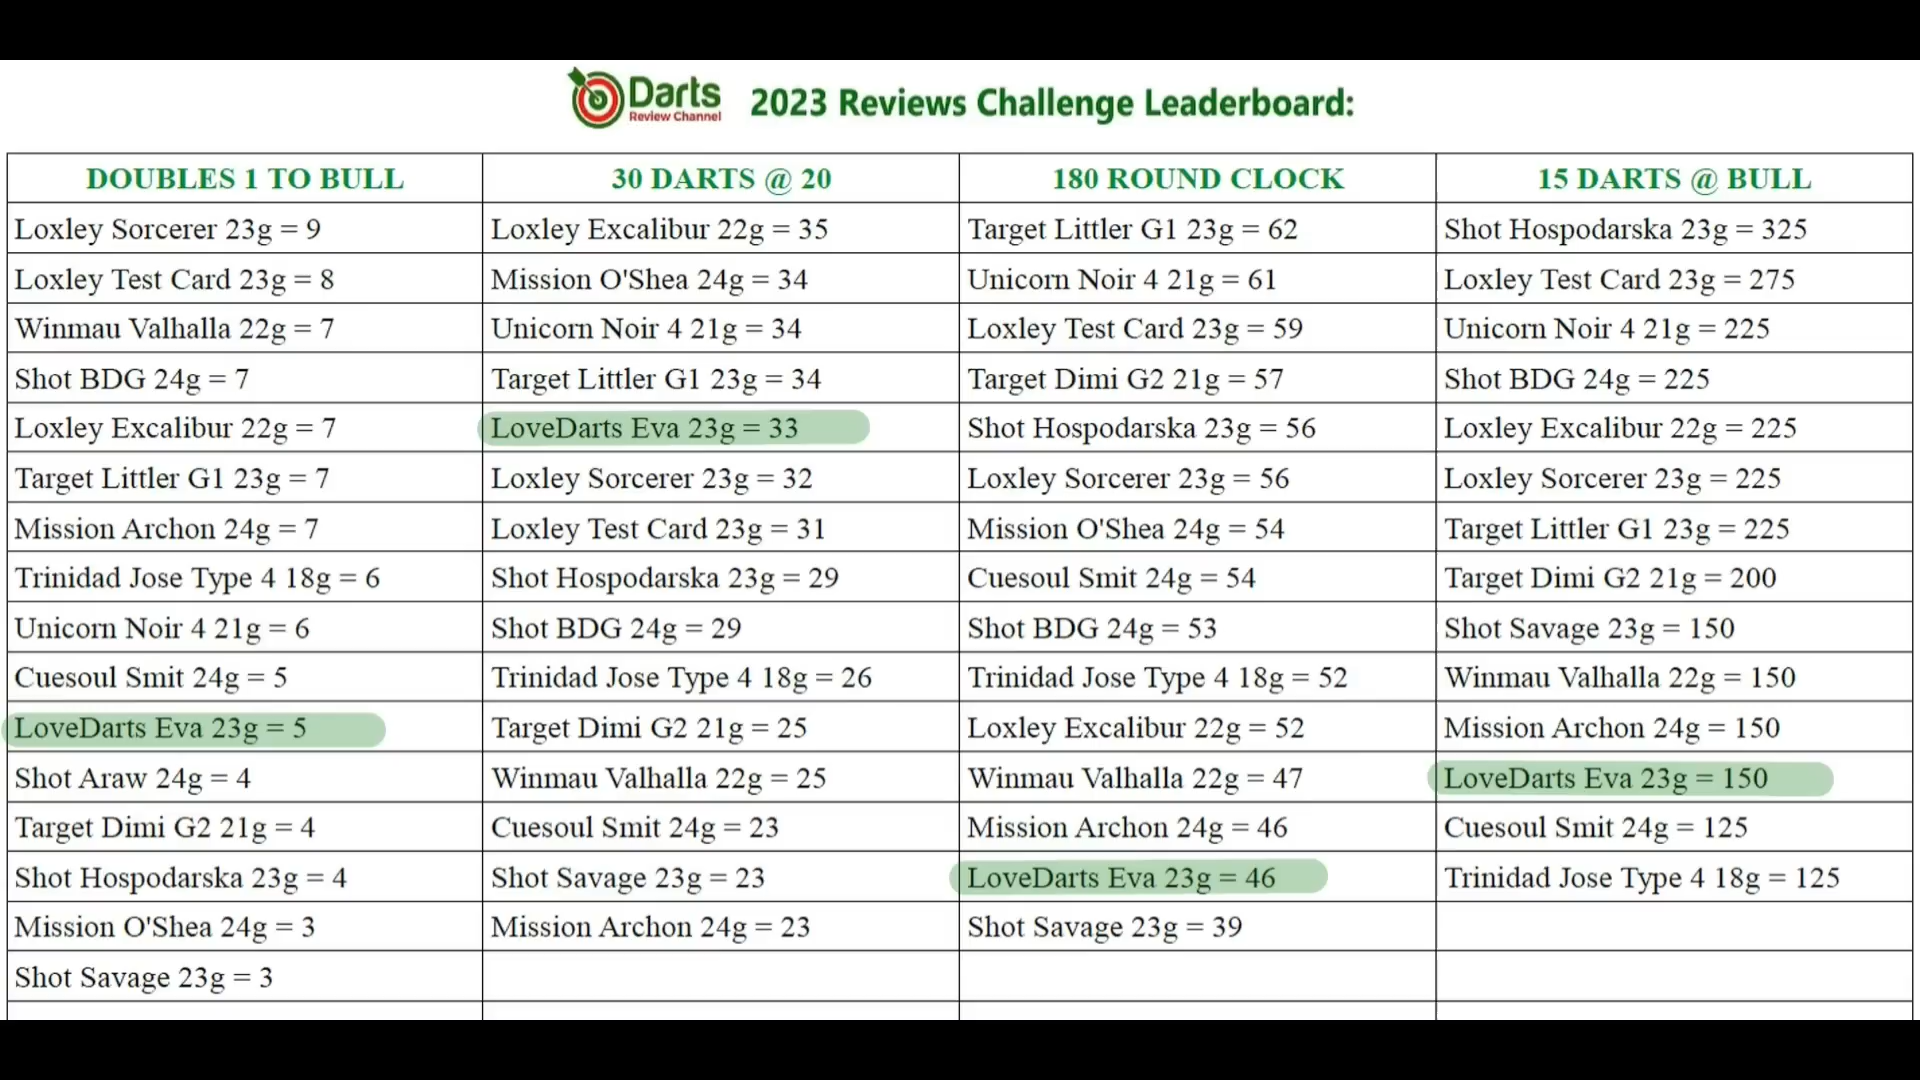 Darts
Review Channel
2023 Reviews Challenge Leaderboard:
DOUBLES 1 TO BULL 30 DARTS @ 20 180 ROUND CLOCK 15 DARTS @ BULL
Loxley Sorcerer 23g = 9 Loxley Excalibur 22g = 35 Target Littler G1 23g = 62 Shot Hospodarska 23g = 325
Loxley Test Card 23g = 8 Mission O'Shea 24g = 34 Unicorn Noir 4 21g = 61 Loxley Test Card 23g = 275
Winmau Valhalla 22g = 7 Unicorn Noir 4 21g = 34 Loxley Test Card 23g = 59 Unicorn Noir 4 21g = 225
Shot BDG 24g = 7 Target Littler G1 23g = 34 Target Dimi G2 21g = 57 Shot BDG 24g = 225
Loxley Excalibur 22g = 7 LoveDarts Eva 23g = 33 Shot Hospodarska 23g = 56 Loxley Excalibur 22g = 225
Target Littler G1 23g = 7 Loxley Sorcerer 23g = 32 Loxley Sorcerer 23g = 56 Loxley Sorcerer 23g = 225
Mission Archon 24g = 7 Loxley Test Card 23g = 31 Mission O'Shea 24g = 54 Target Littler G1 23g = 225
Trinidad Jose Type 4 18g = 6 Shot Hospodarska 23g = 29 Cuesoul Smit 24g = 54 Target Dimi G2 21g = 200
Unicorn Noir 4 21g = 6 Shot BDG 24g = 29 Shot BDG 24g = 53 Shot Savage 23g = 150
Cuesoul Smit 24g = 5 Trinidad Jose Type 4 18g = 26 Trinidad Jose Type 4 18g = 52 Winmau Valhalla 22g = 150
LoveDarts Eva 23g = 5 Target Dimi G2 21g = 25 Loxley Excalibur 22g = 52 Mission Archon 24g = 150
Shot Araw 24g = 4 Winmau Valhalla 22g = 25 Winmau Valhalla 22g = 47 LoveDarts Eva 23g = 150
Target Dimi G2 21g = 4 Cuesoul Smit 24g = 23 Mission Archon 24g = 46 Cuesoul Smit 24g = 125
Shot Hospodarska 23g = 4 Shot Savage 23g = 23 LoveDarts Eva 23g = 46 Trinidad Jose Type 4 18g = 125
Mission O'Shea 24g = 3 Mission Archon 24g = 23 Shot Savage 23g = 39
Shot Savage 23g = 3